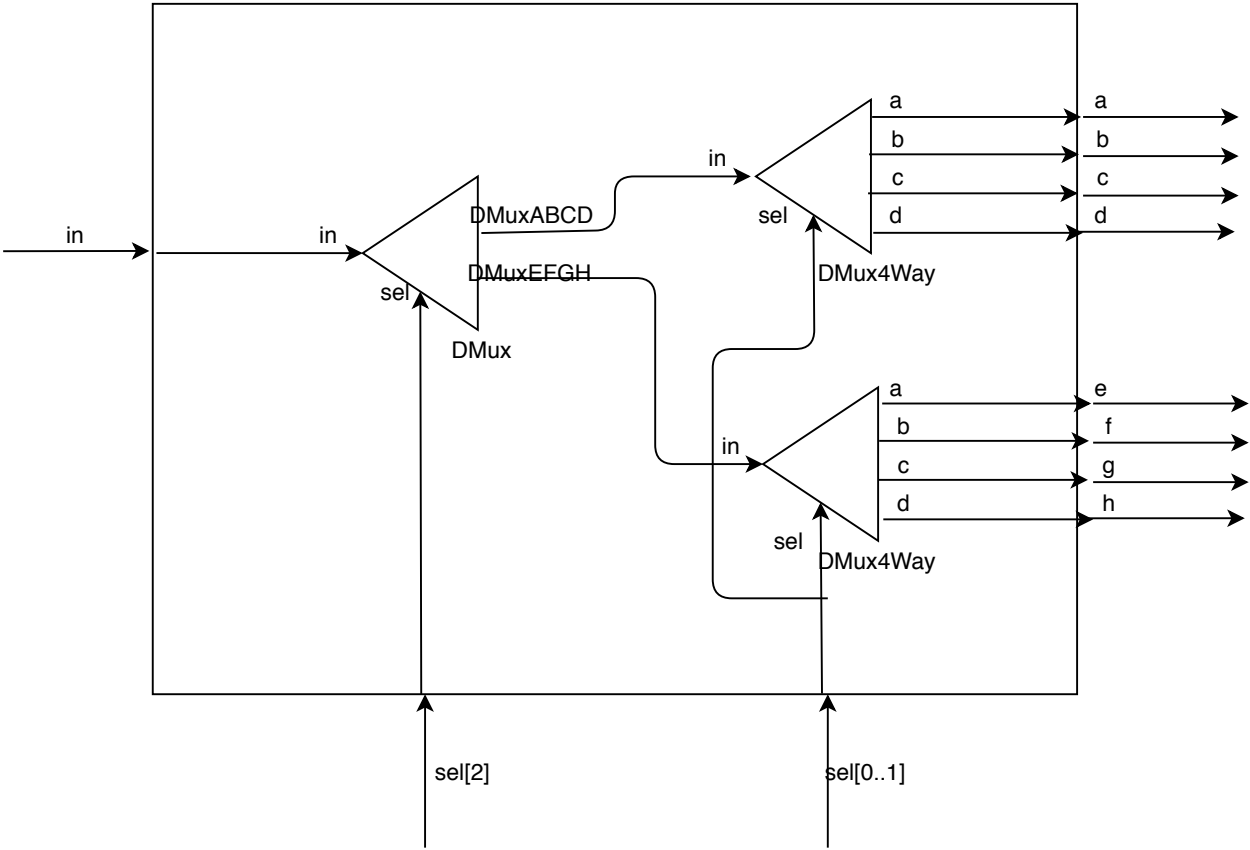 a a
b b
in c c
DMuxABCD sel d d
in in
DMuxEFGH DMux4Way
sel
DMux
a e
b f
in c g
d h
sel
DMux4Way
sel[2] sel[0..1]